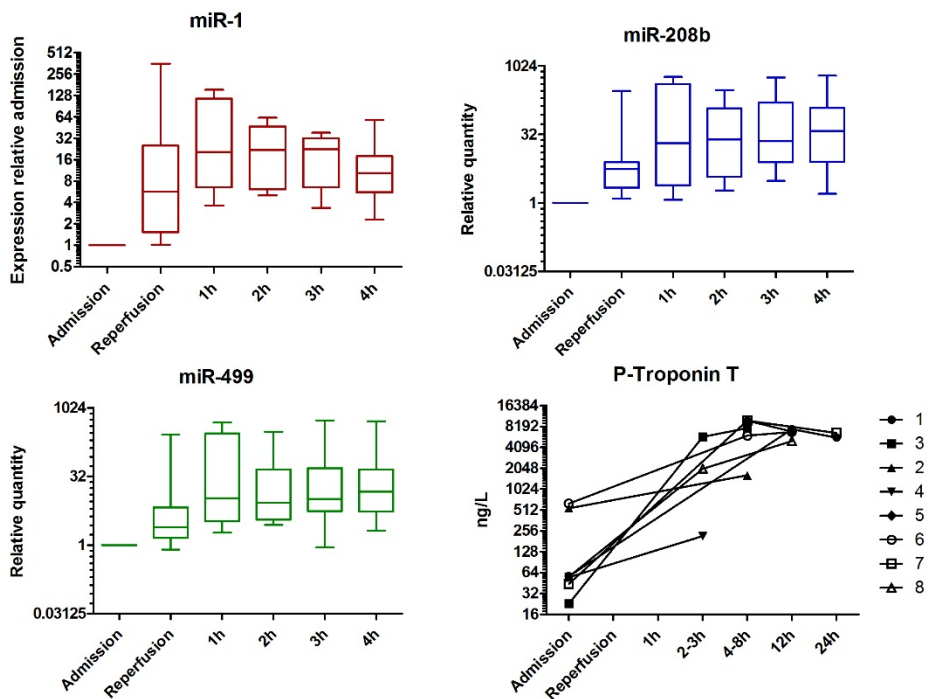 miR-1
Expression relative admission
512
256
128
64
32
16
8
4
2
1
0.5
Admission
Reperfusion
1h
2h
3h
4h
miR-208b
Relative quantity
1024
32
1
0.03125
Admission
Reperfusion
1h
2h
3h
4h
miR-499
Relative quantity
1024
32
1
0.03125
Admission
Reperfusion
1h
2h
3h
4h
P-Troponin T
ng/L
16384
8192
4096
2048
1024
512
256
128
64
32
16
Admission
Reperfusion
1h
2-3h
4-8h
12h
24h
1
3
2
4
5
6
7
8